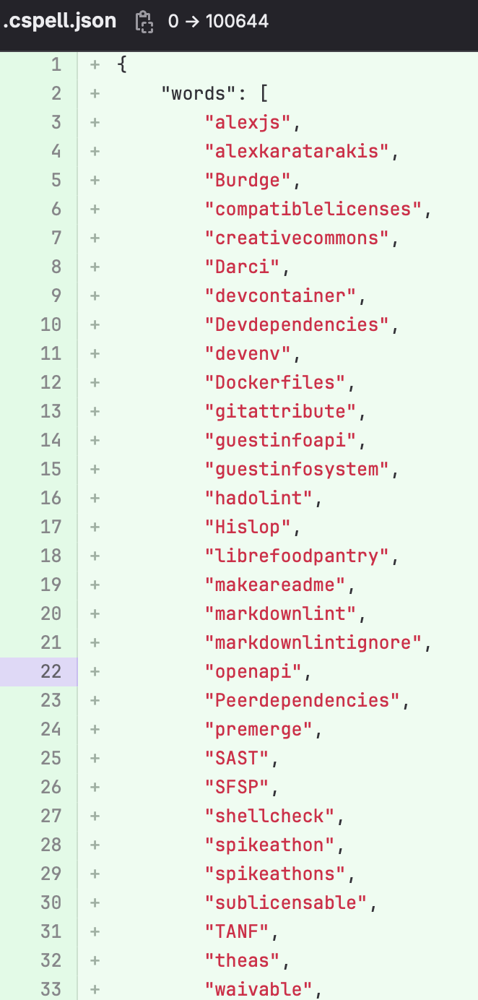 .cspell.json 0 → 100644
1 + {
2 + "words": [
3 + "alexjs",
4 + "alexkaratarakis",
5 + "Burdge",
6 + "compatiblelicenses",
7 + "creativecommons",
8 + "Darci",
9 + "devcontainer",
10 + "Devdependencies",
11 + "devenv",
12 + "Dockerfiles",
13 + "gitattribute",
14 + "guestinfoapi",
15 + "guestinfosystem",
16 + "hadolint",
17 + "Hislop",
18 + "librefoodpantry",
19 + "makeareadme",
20 + "markdownlint",
21 + "markdownlintignore",
22 + "openapi",
23 + "Peerdependencies",
24 + "premerge",
25 + "SAST",
26 + "SFSP",
27 + "shellcheck",
28 + "spikeathon",
29 + "spikeathons",
30 + "sublicensable",
31 + "TANF",
32 + "theas",
33 + "waivable",